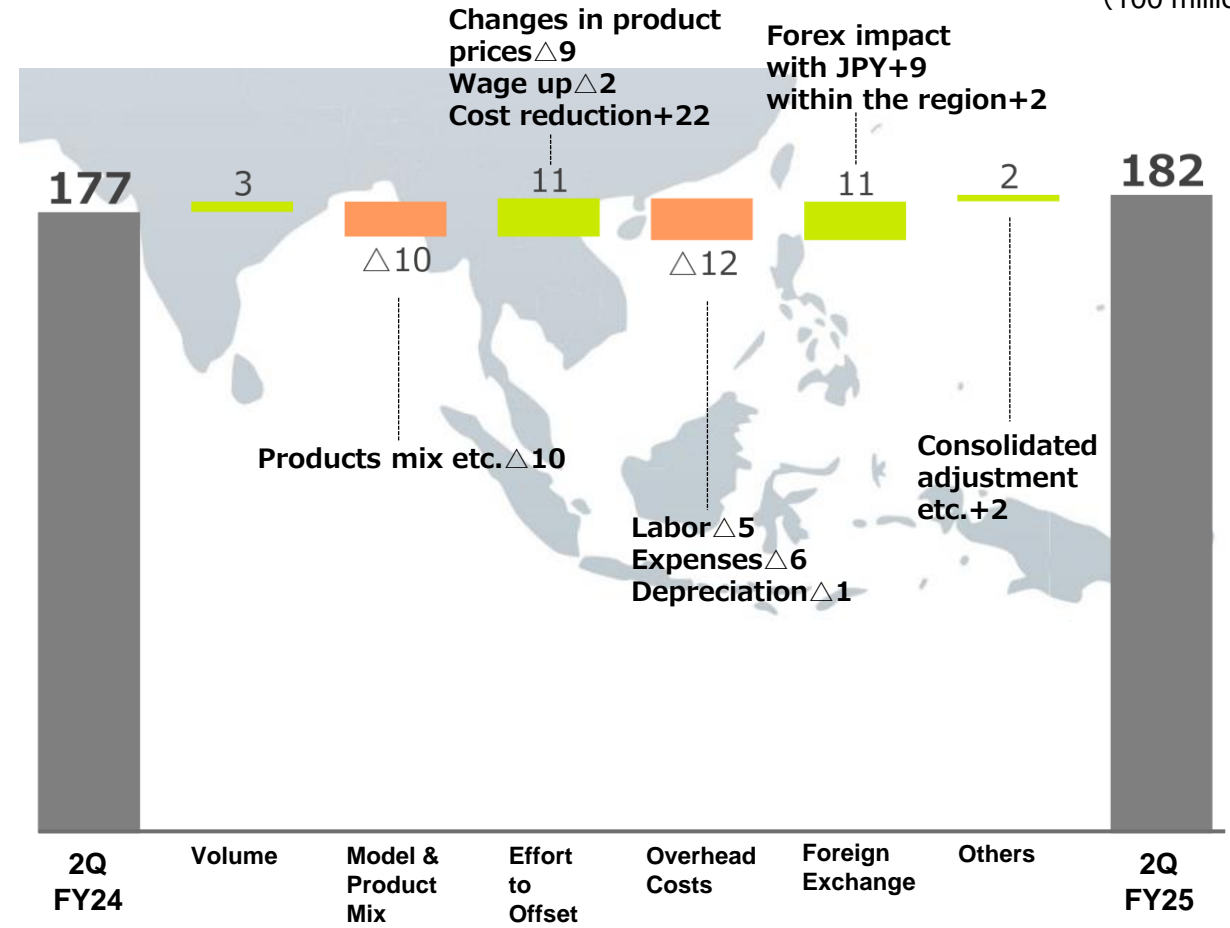 (100 millio
Changes in product
prices△9
Wage up△2
Cost reduction+22
Forex impact
with JPY+9
within the region+2
177
3
△10
11
△12
11
2
182
Products mix etc.△10
Labor△5
Expenses△6
Depreciation△1
Consolidated
adjustment
etc.+2
2Q
FY24
Volume
Model &
Product
Mix
Effort
to
Offset
Overhead
Costs
Foreign
Exchange
Others
2Q
FY25